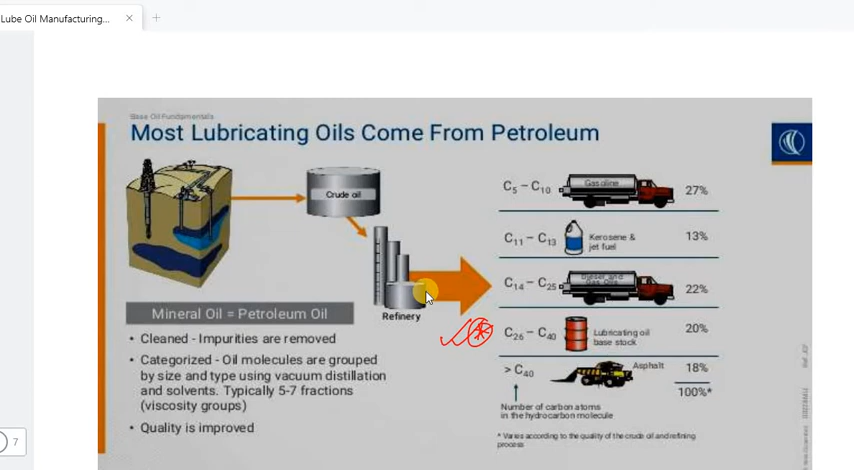 Lube Oil Manufacturing...
Base Oil Fundamentals
Most Lubricating Oils Come From Petroleum
Crude oil
Refinery
Mineral Oil = Petroleum Oil
• Cleaned - Impurities are removed
• Categorized - Oil molecules are grouped
by size and type using vacuum distillation
and solvents. Typically 5-7 fractions
(viscosity groups)
• Quality is improved
C5 – C10 Gasoline 27%
C11 – C13 Kerosene & 13%
jet fuel
C14 – C25 Diesel and 22%
Gas Oils
C26 – C40 Lubricating oil 20%
base stock
> C40 Asphalt 18%
100%*
Number of carbon atoms
in the hydrocarbon molecule
* Varies according to the quality of the crude oil and refining
process
7